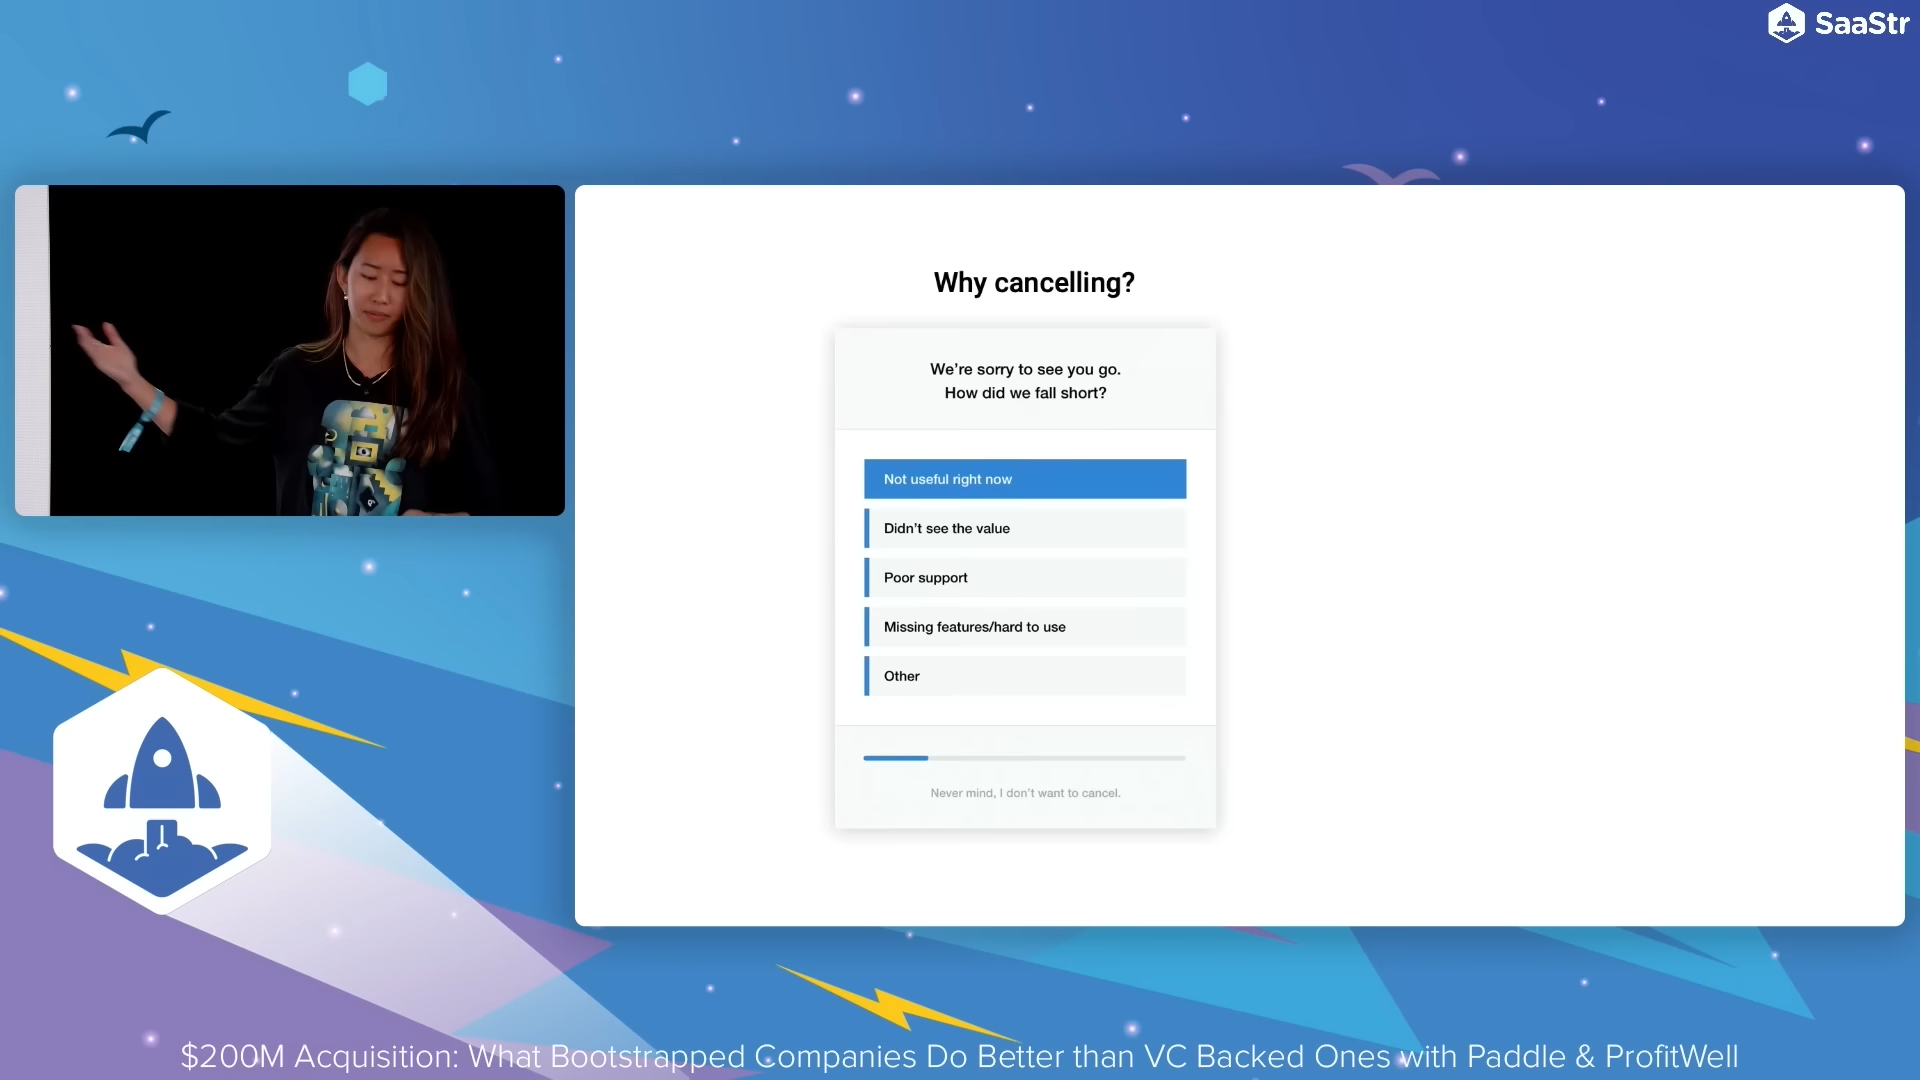 SaaStr
Why cancelling?
We're sorry to see you go.
How did we fall short?
Not useful right now
Didn't see the value
Poor support
Missing features/hard to use
Other
Never mind, I don't want to cancel.
$200M Acquisition: What Bootstrapped Companies Do Better than VC Backed Ones with Paddle & ProfitWell